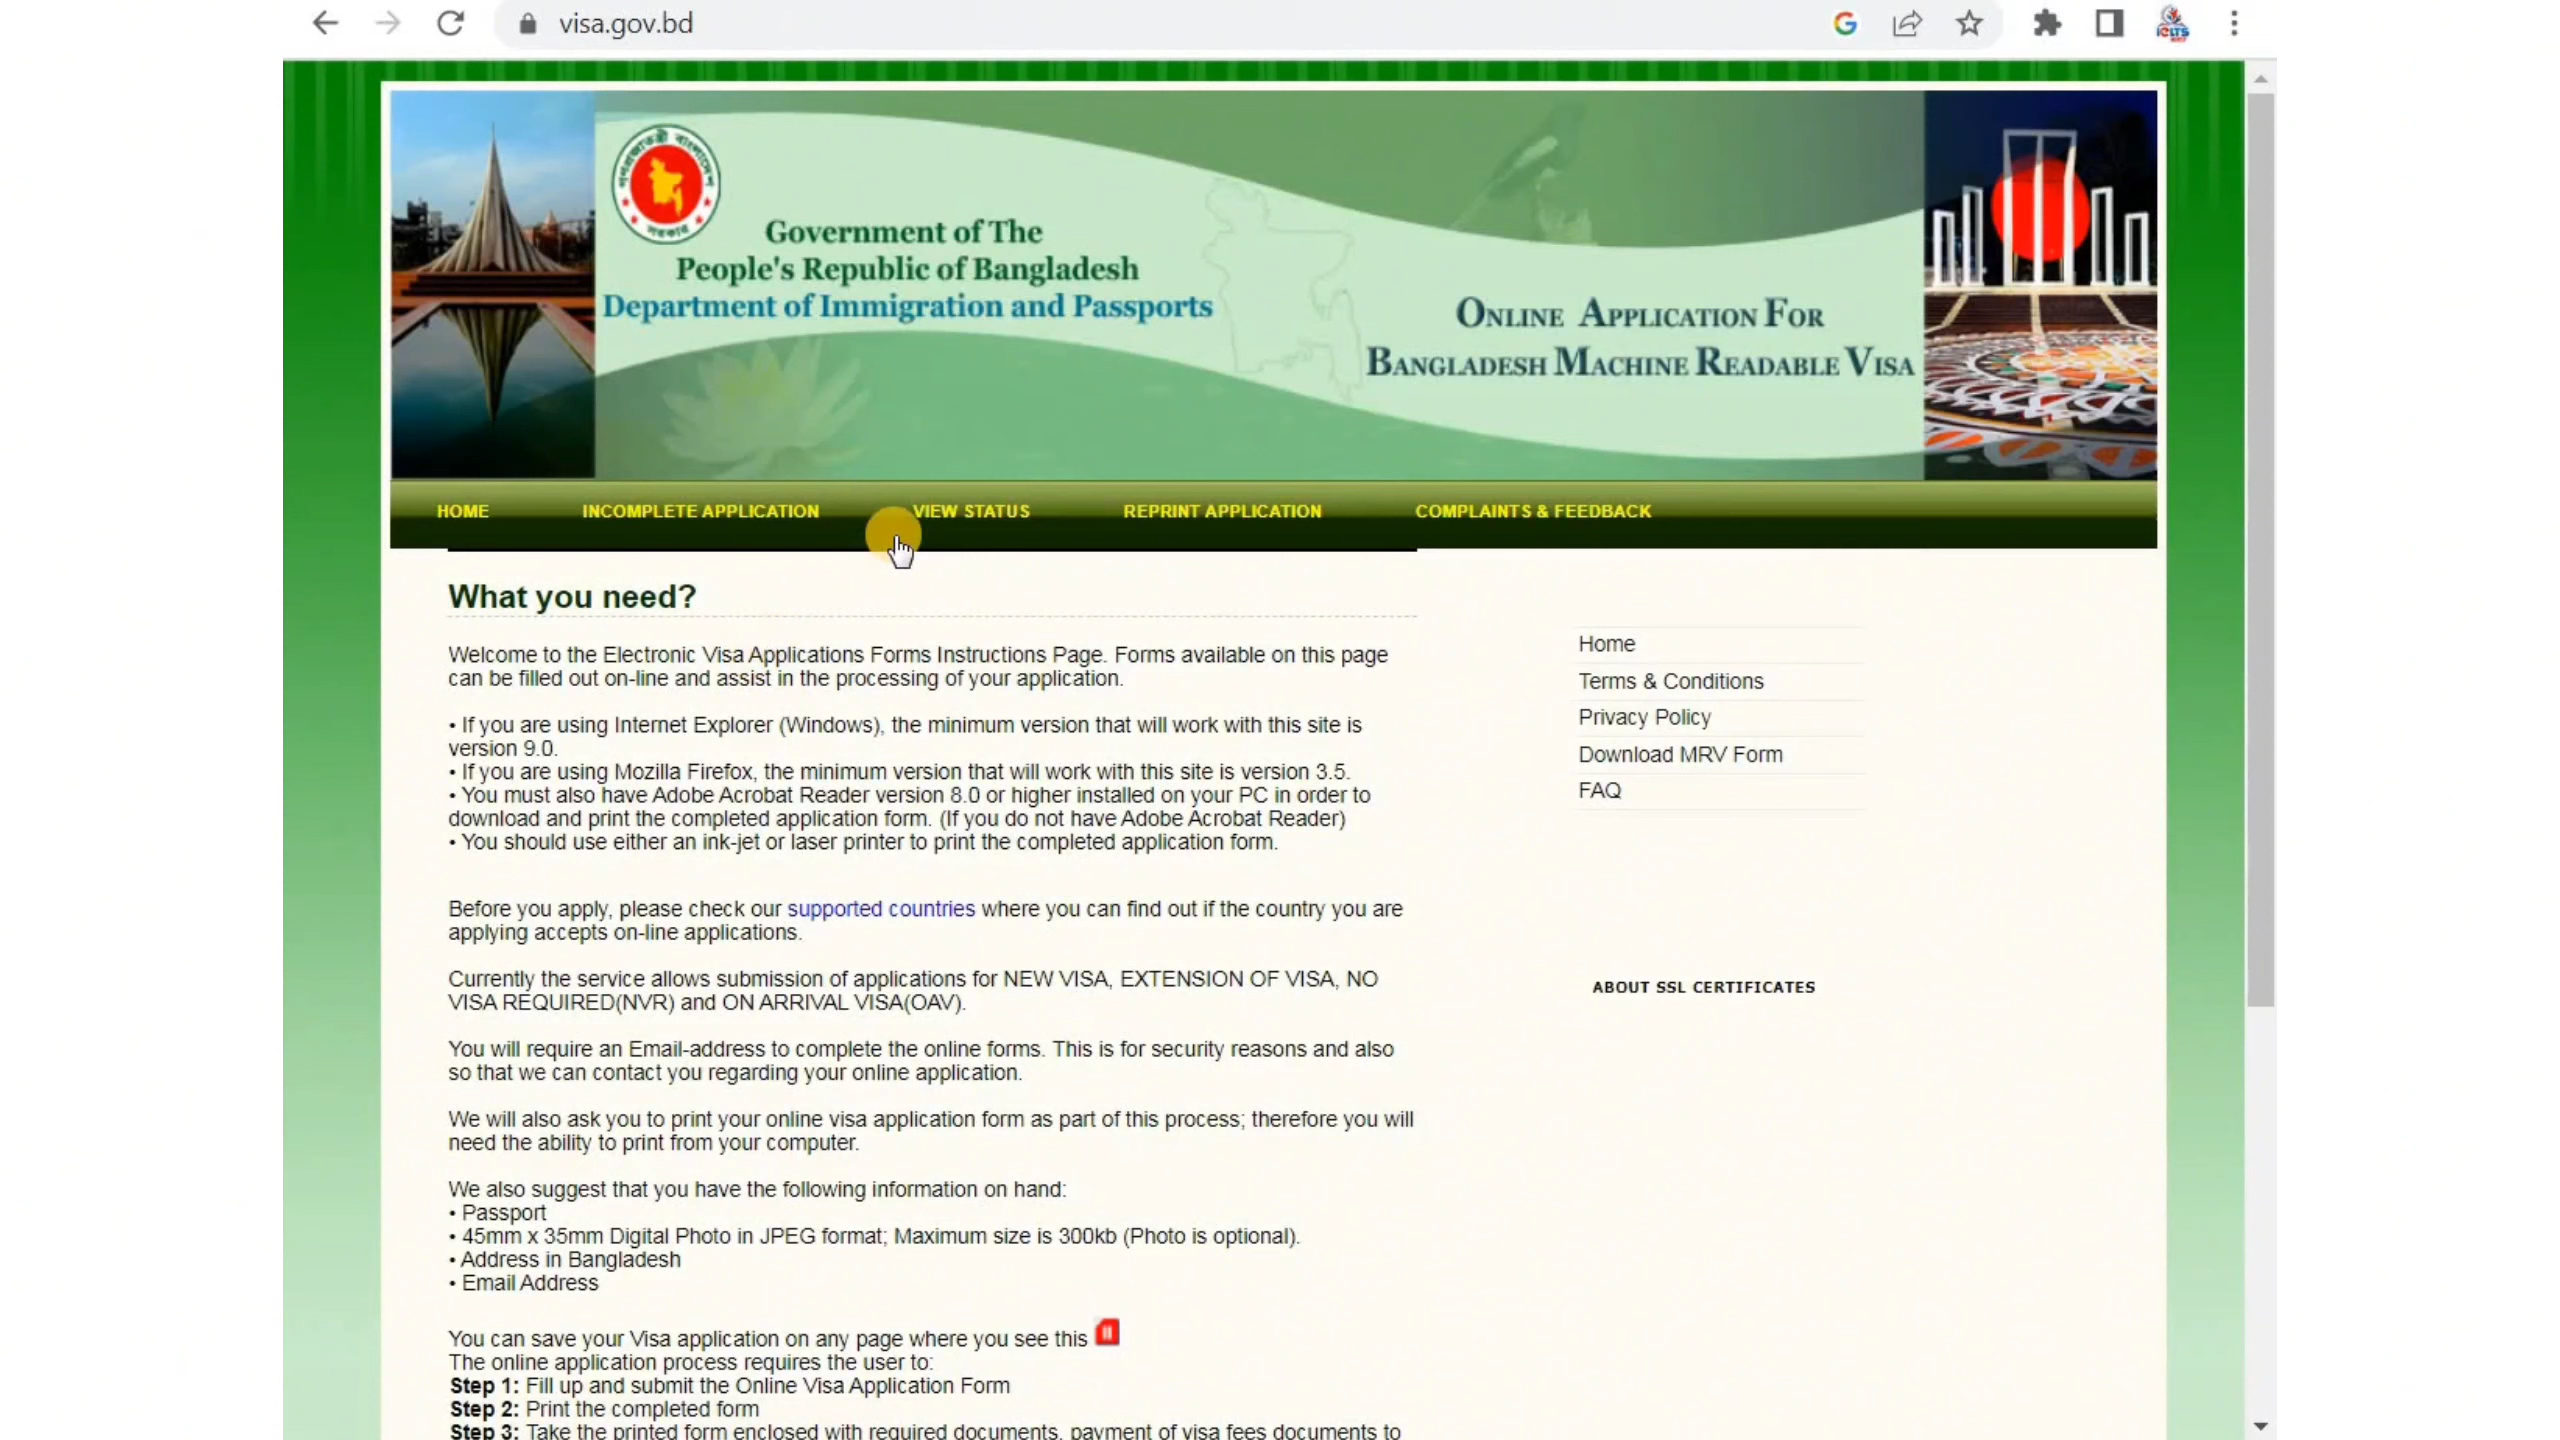 visa.gov.bd
Government of The
People's Republic of Bangladesh
Department of Immigration and Passports
ONLINE APPLICATION FOR
BANGLADESH MACHINE READABLE VISA
HOME INCOMPLETE APPLICATION VIEW STATUS REPRINT APPLICATION COMPLAINTS & FEEDBACK
What you need?
Welcome to the Electronic Visa Applications Forms Instructions Page. Forms available on this page
can be filled out on-line and assist in the processing of your application.
• If you are using Internet Explorer (Windows), the minimum version that will work with this site is
version 9.0.
• If you are using Mozilla Firefox, the minimum version that will work with this site is version 3.5.
• You must also have Adobe Acrobat Reader version 8.0 or higher installed on your PC in order to
download and print the completed application form. (If you do not have Adobe Acrobat Reader)
• You should use either an ink-jet or laser printer to print the completed application form.
Before you apply, please check our supported countries where you can find out if the country you are
applying accepts on-line applications.
Currently the service allows submission of applications for NEW VISA, EXTENSION OF VISA, NO
VISA REQUIRED(NVR) and ON ARRIVAL VISA(OAV).
You will require an Email-address to complete the online forms. This is for security reasons and also
so that we can contact you regarding your online application.
We will also ask you to print your online visa application form as part of this process; therefore you will
need the ability to print from your computer.
We also suggest that you have the following information on hand:
• Passport
• 45mm x 35mm Digital Photo in JPEG format; Maximum size is 300kb (Photo is optional).
• Address in Bangladesh
• Email Address
You can save your Visa application on any page where you see this
The online application process requires the user to:
Step 1: Fill up and submit the Online Visa Application Form
Step 2: Print the completed form
Step 3: Take the printed form enclosed with required documents, payment of visa fees documents to
Home
Terms & Conditions
Privacy Policy
Download MRV Form
FAQ
ABOUT SSL CERTIFICATES